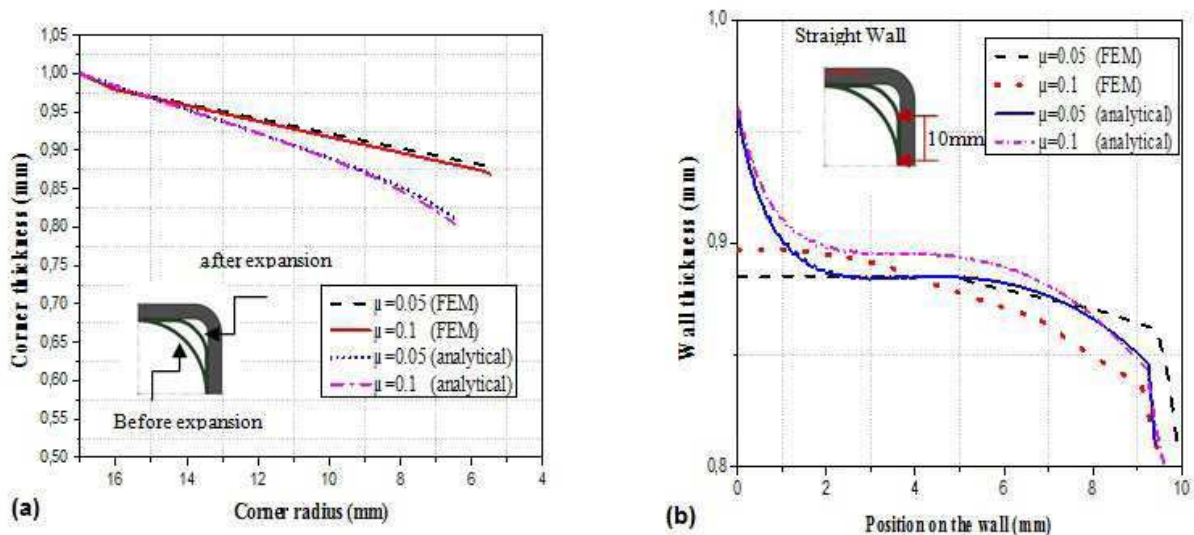 1,05
1,00
0,95
0,90
0,85
0,80
0,75
0,70
0,65
0,60
0,55
0,50
Corner thickness (mm)
after expansion
Before expansion
μ=0.05 (FEM)
μ=0.1 (FEM)
μ=0.05 (analytical)
μ=0.1 (analytical)
16 14 12 10 8 6 4
Corner radius (mm)
(a)
1,0
0,9
0,8
Wall thickness (mm)
Straight Wall
10mm
μ=0.05 (FEM)
μ=0.1 (FEM)
μ=0.05 (analytical)
μ=0.1 (analytical)
0 2 4 6 8 10
Position on the wall (mm)
(b)